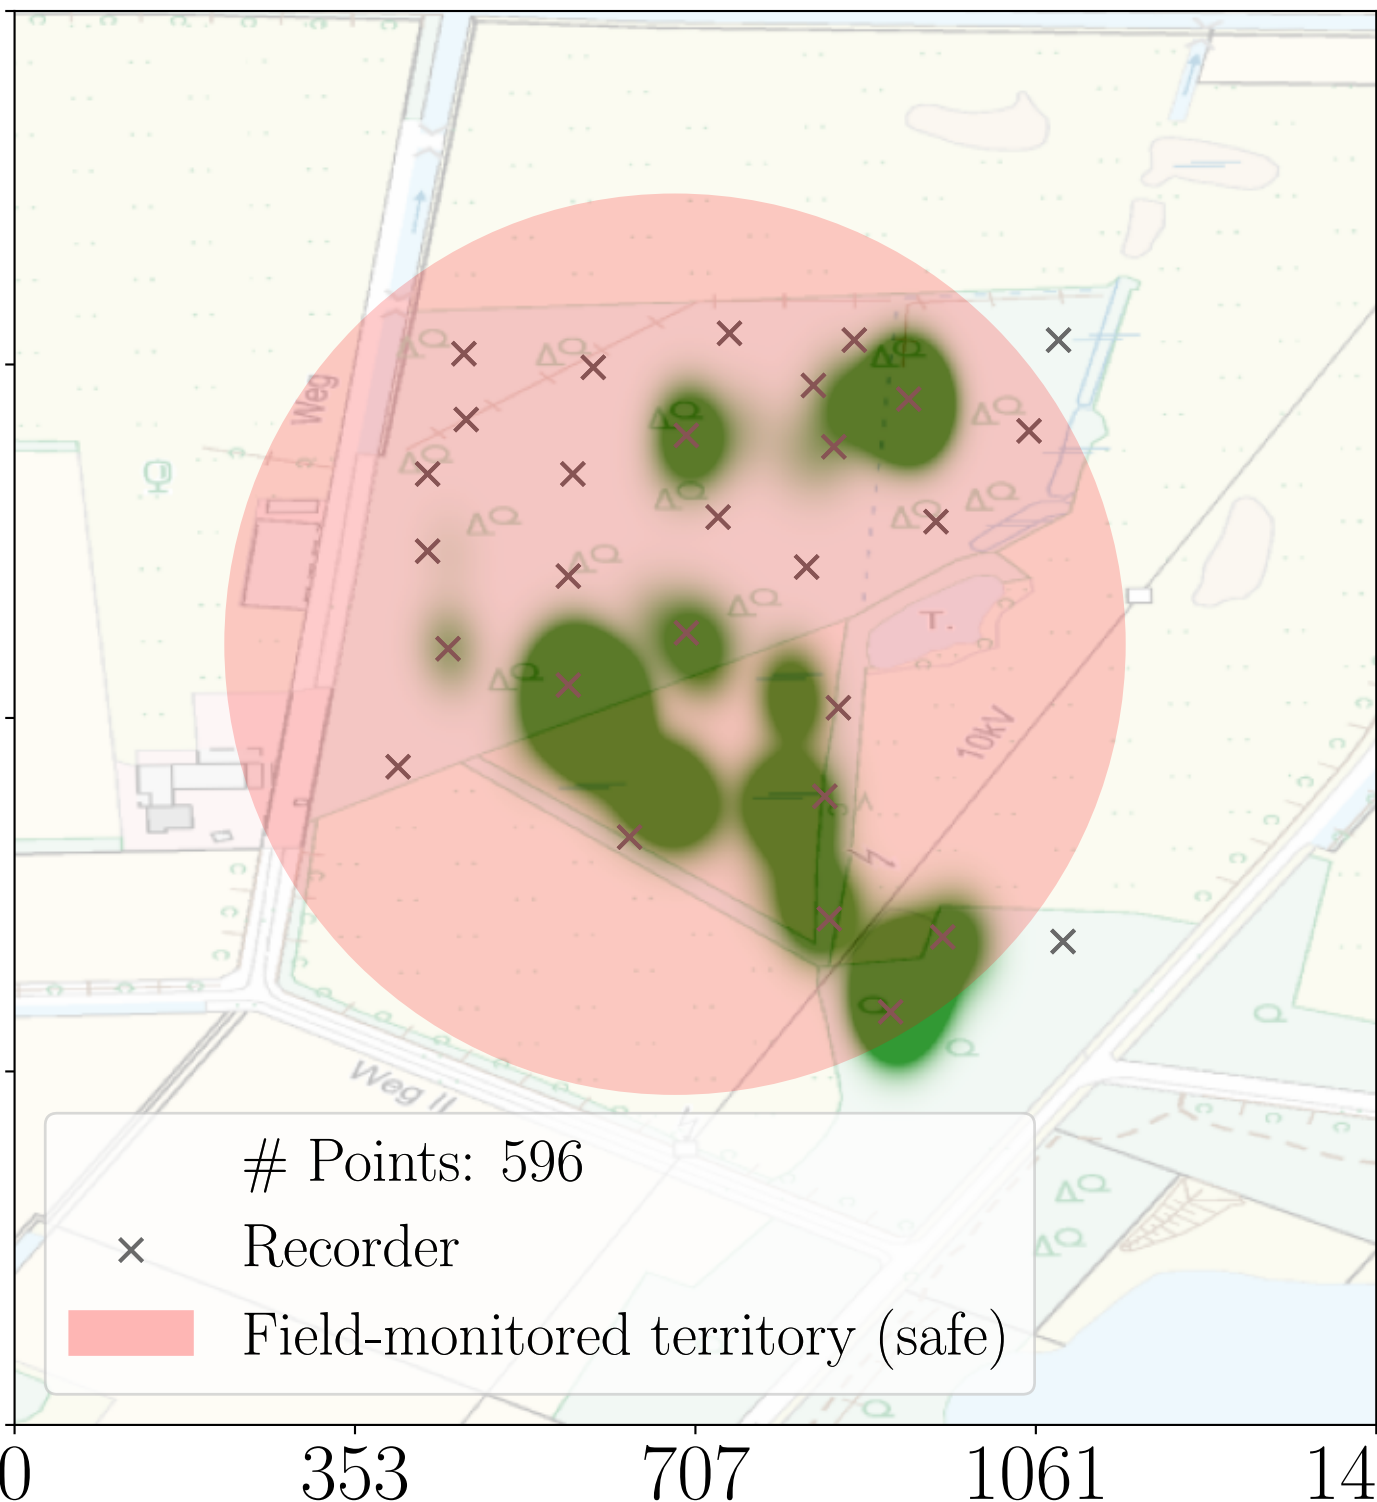 Weg
T.
10kV
Weg II
# Points: 596
Recorder
Field-monitored territory (safe)
0 353 707 1061 14